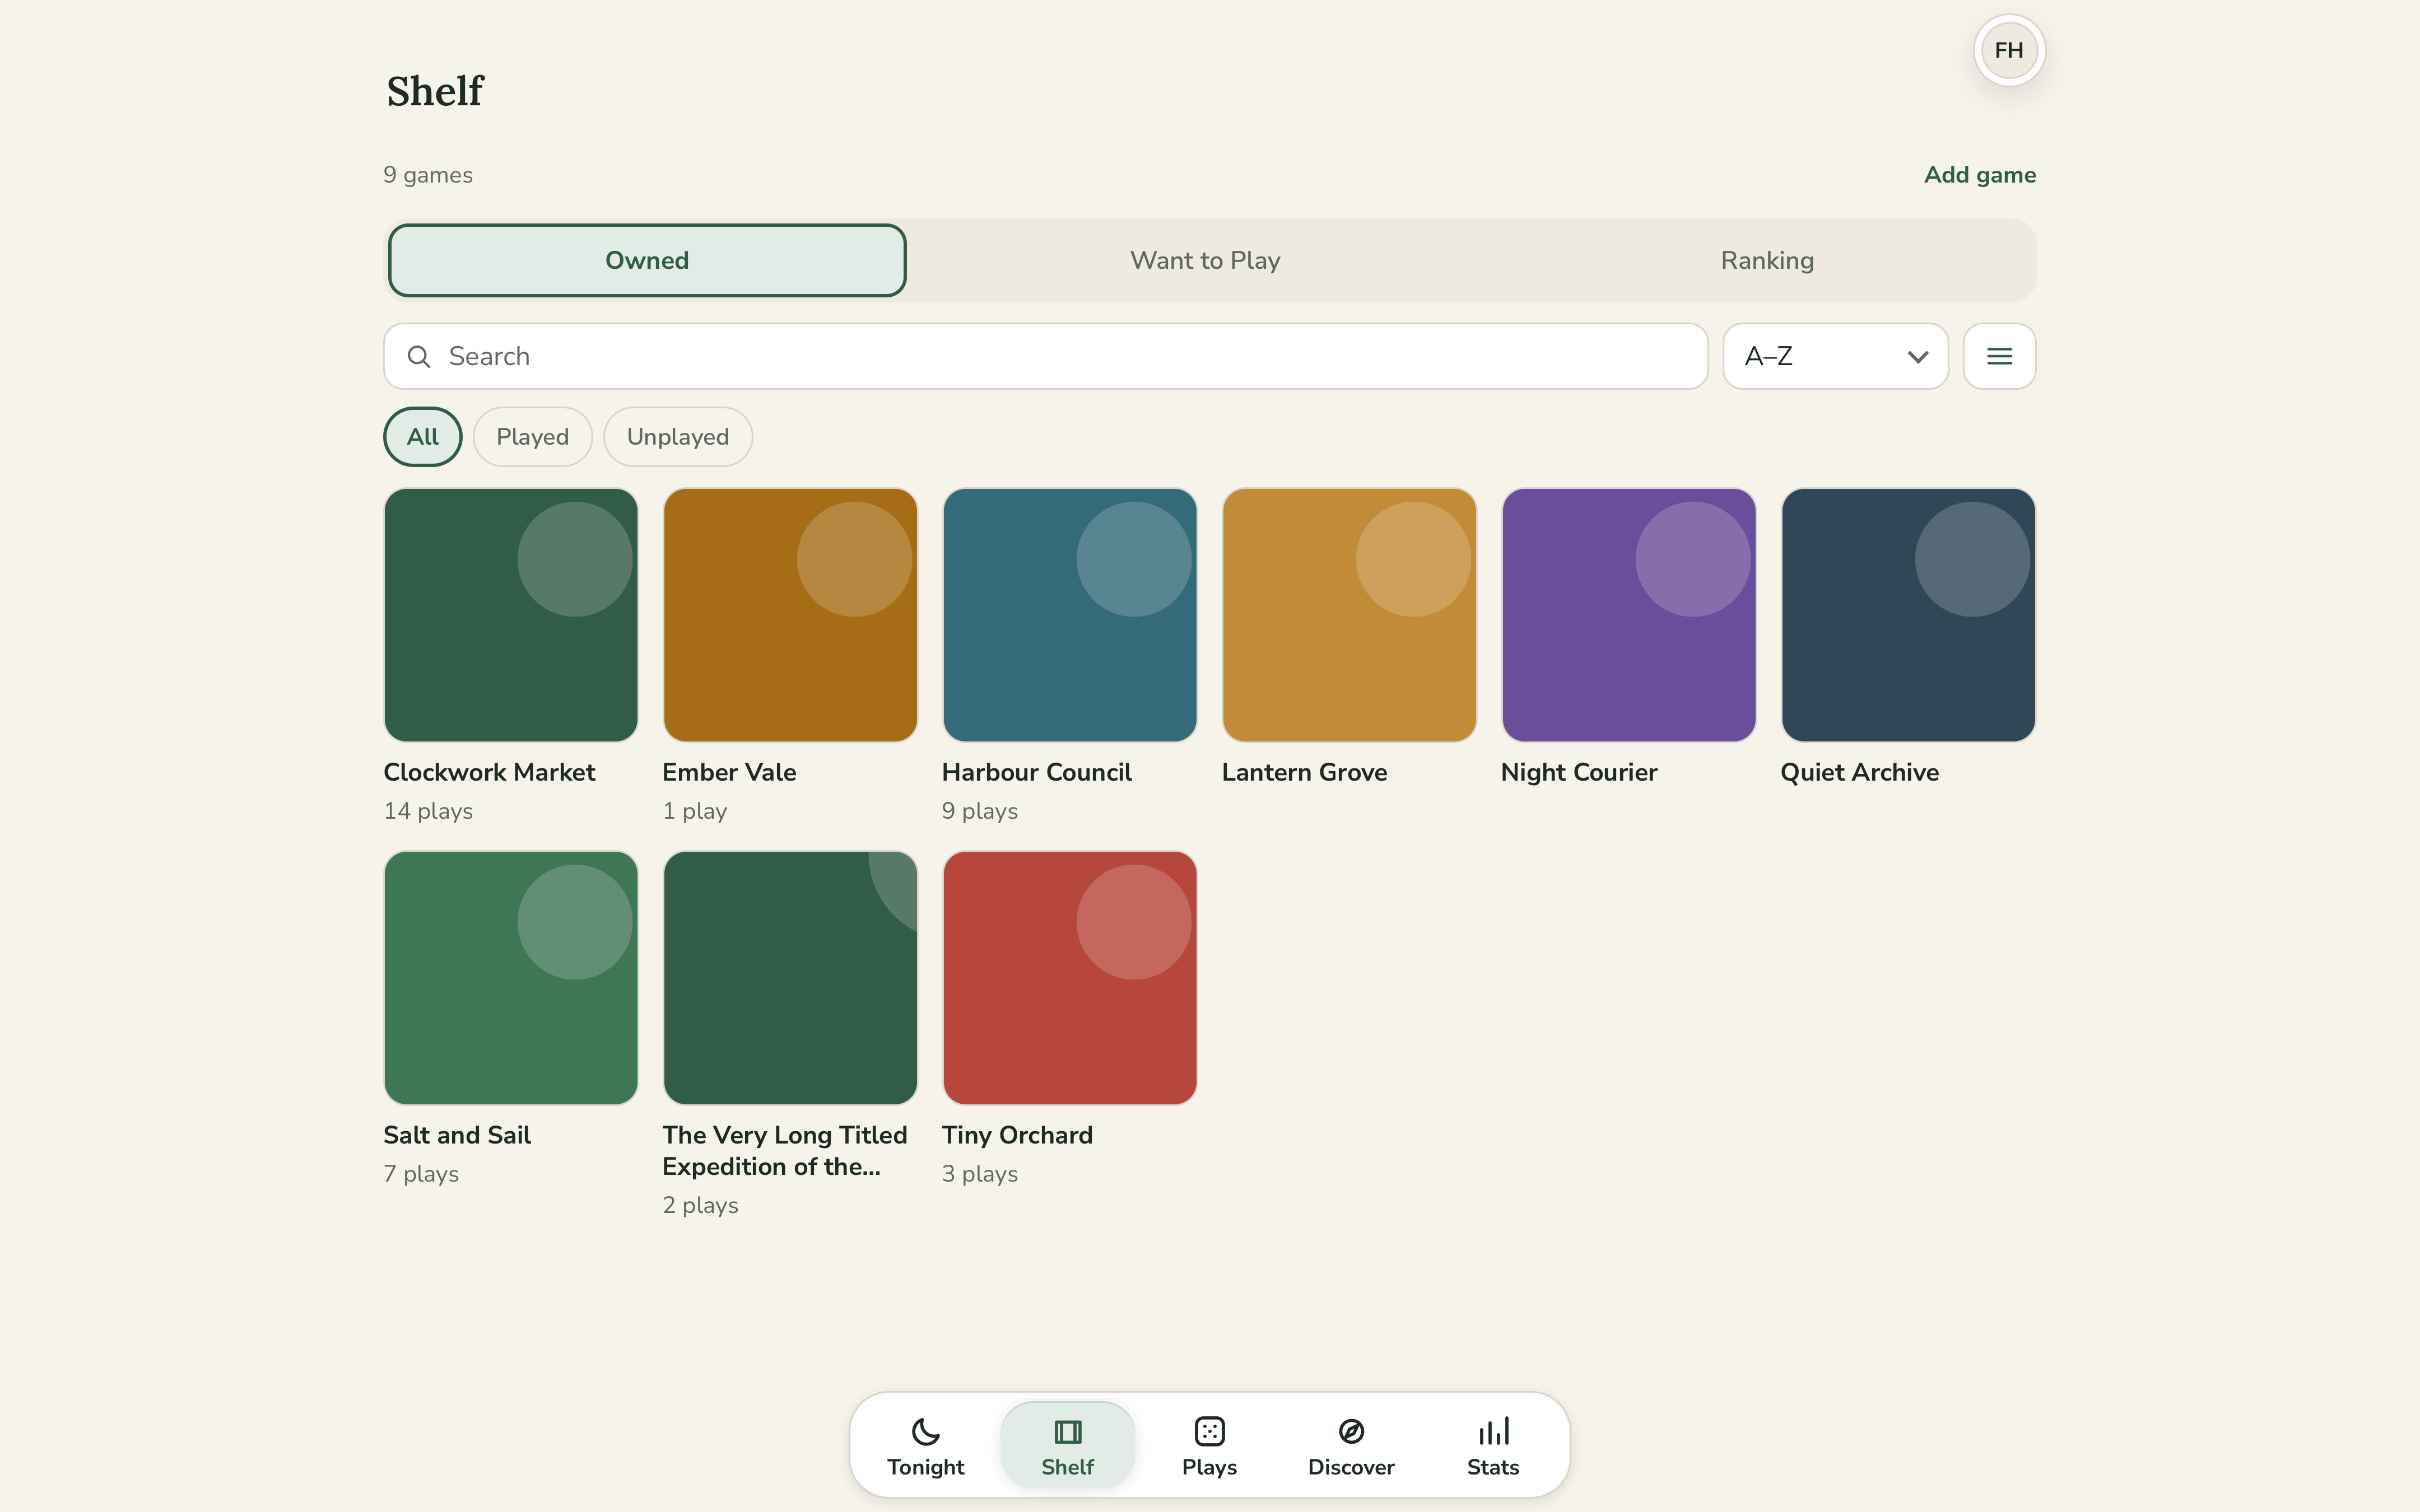 FH
Shelf
9 games
Add game
Owned
Want to Play
Ranking
Search
A–Z
All
Played
Unplayed
Clockwork Market
14 plays
Ember Vale
1 play
Harbour Council
9 plays
Lantern Grove
Night Courier
Quiet Archive
Salt and Sail
7 plays
The Very Long Titled
Expedition of the...
2 plays
Tiny Orchard
3 plays
Tonight
Shelf
Plays
Discover
Stats